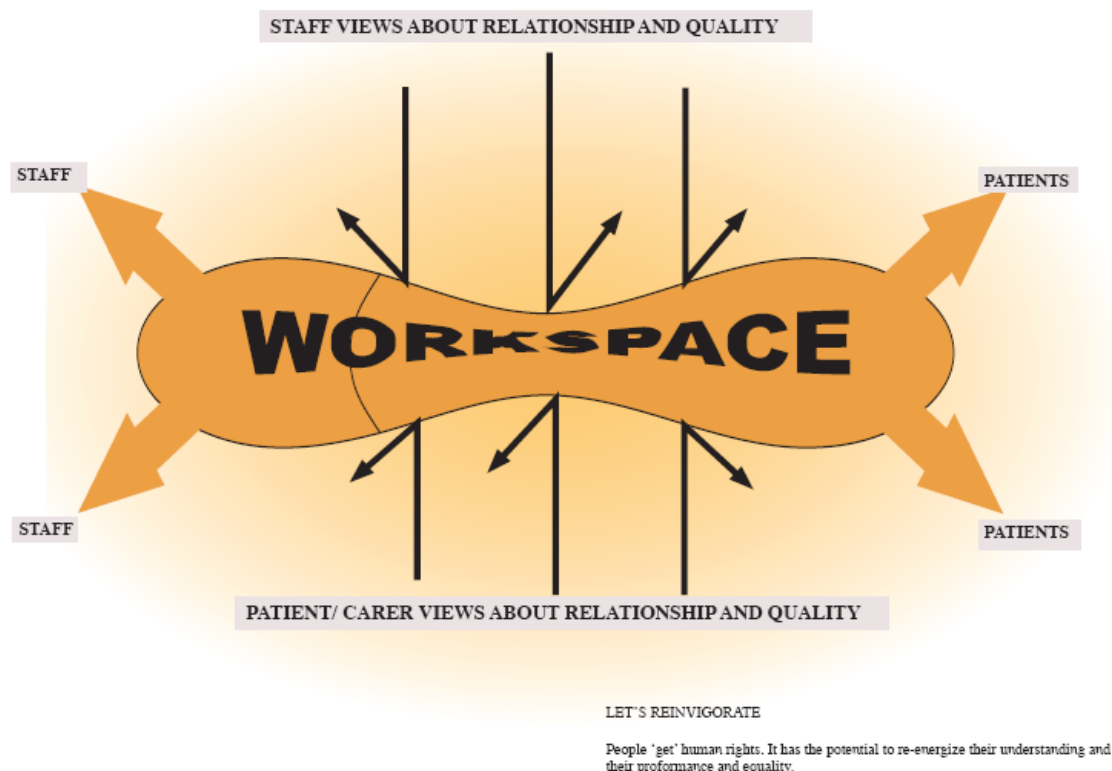 STAFF VIEWS ABOUT RELATIONSHIP AND QUALITY
STAFF
PATIENTS
WORKSPACE
STAFF
PATIENTS
PATIENT/ CARER VIEWS ABOUT RELATIONSHIP AND QUALITY
LET'S REINVIGORATE
People ‘get’ human rights. It has the potential to re-energize their understanding and
their proformance and equality.